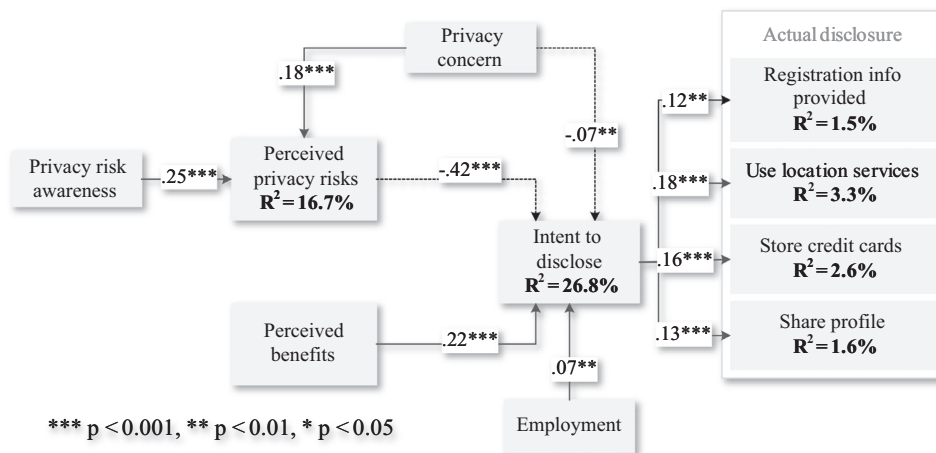 Privacy
concern
.18***
-.07**
Privacy risk
awareness
.25***
Perceived
privacy risks
R² = 16.7%
-.42***
Intent to
disclose
R² = 26.8%
Perceived
benefits
.22***
.07**
Employment
Actual disclosure
.12**
Registration info
provided
R² = 1.5%
.18***
Use location services
R² = 3.3%
.16***
Store credit cards
R² = 2.6%
.13***
Share profile
R² = 1.6%
*** p < 0.001, ** p < 0.01, * p < 0.05